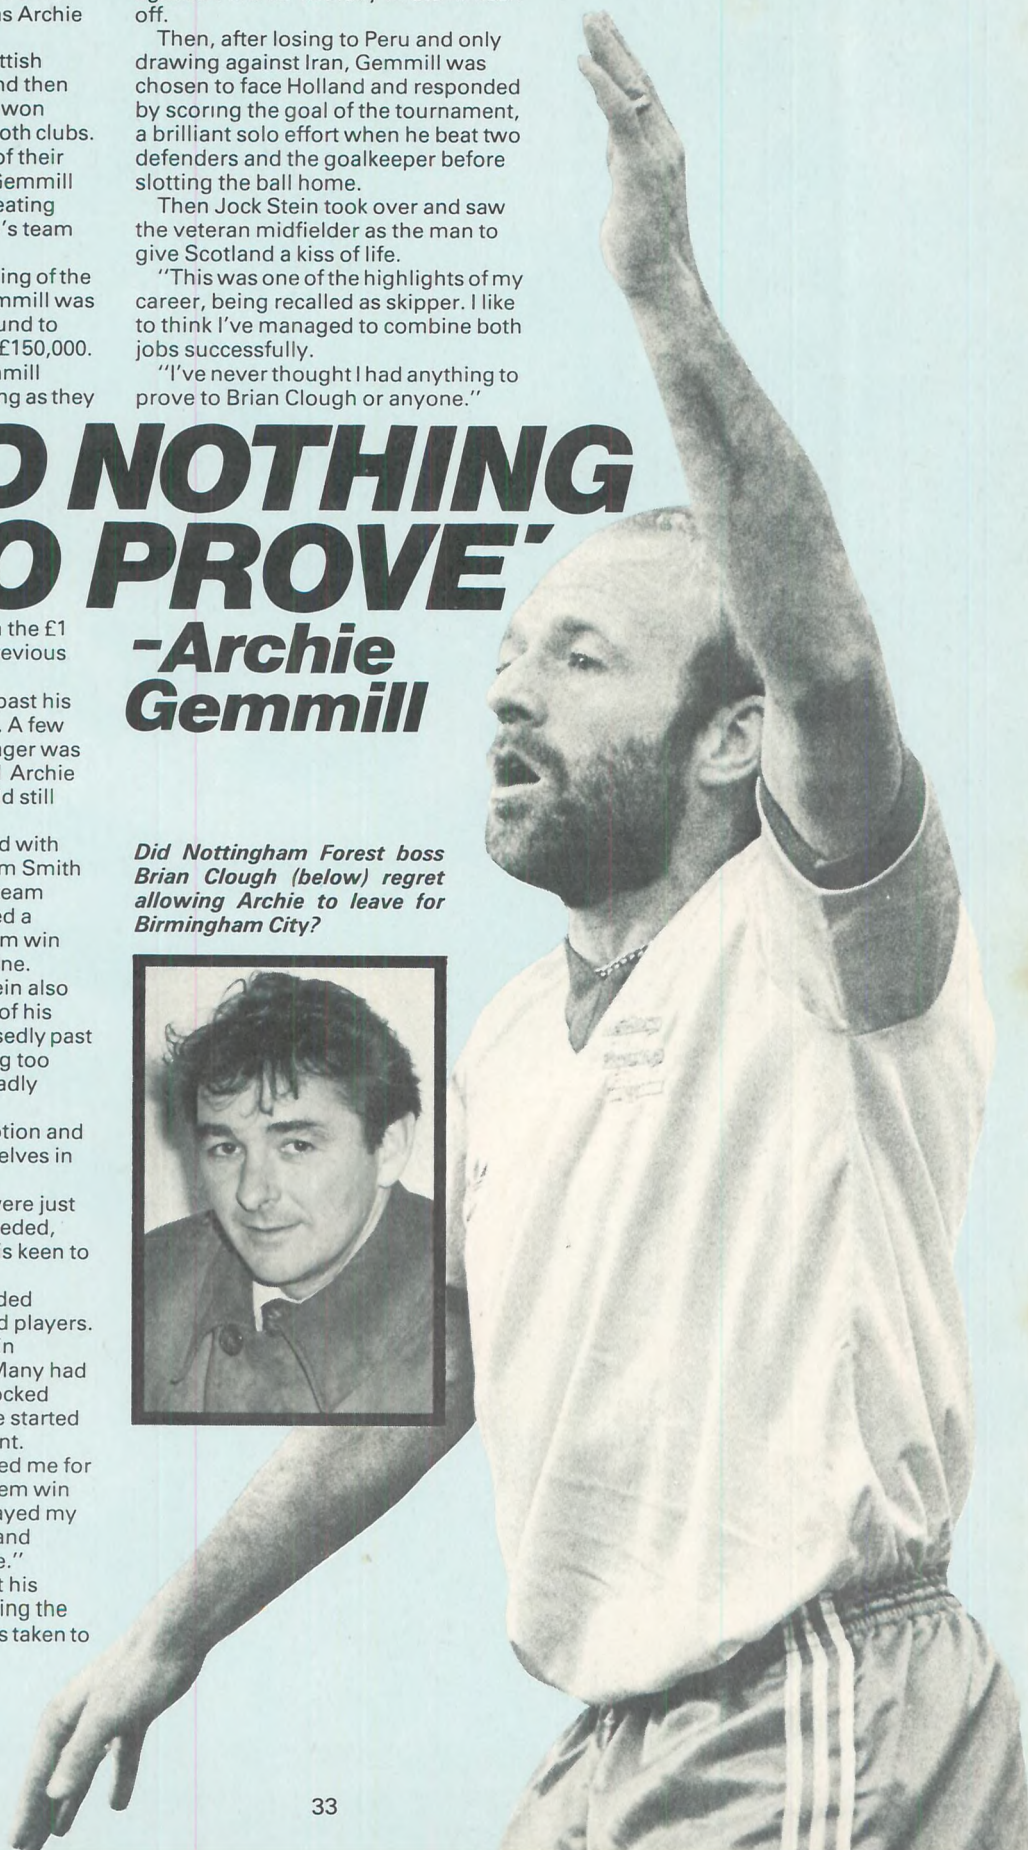 s Archie
ttish
nd then
won
oth clubs.
of their
Gemmill
eating
's team
ing of the
mmill was
und to
£150,000.
mill
ng as they
off.
Then, after losing to Peru and only
drawing against Iran, Gemmill was
chosen to face Holland and responded
by scoring the goal of the tournament,
a brilliant solo effort when he beat two
defenders and the goalkeeper before
slotting the ball home.
Then Jock Stein took over and saw
the veteran midfielder as the man to
give Scotland a kiss of life.
"This was one of the highlights of my
career, being recalled as skipper. I like
to think I've managed to combine both
jobs successfully.
"I've never thought I had anything to
prove to Brian Clough or anyone."
D NOTHING
O PROVE'
-Archie
Gemmill
the £1
evious
past his
. A few
ger was
Archie
d still
d with
m Smith
eam
ed a
m win
ne.
ein also
of his
sedly past
g too
adly
otion and
elves in
vere just
eded,
is keen to
ded
d players.
n
Many had
ocked
e started
nt.
ed me for
em win
ayed my
and
e."
t his
ing the
s taken to
Did Nottingham Forest boss
Brian Clough (below) regret
allowing Archie to leave for
Birmingham City?
33